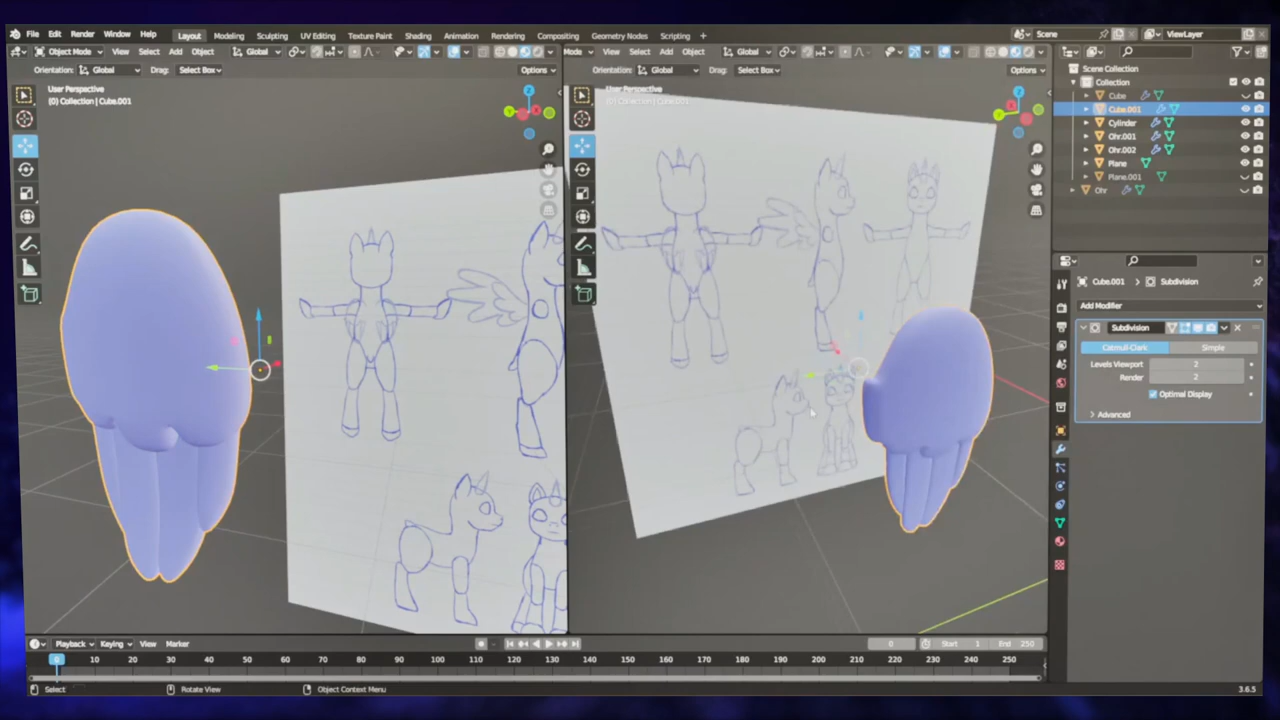 File Edit Render Window Help Layout Modeling Sculpting UV Editing Texture Paint Shading Animation Rendering Compositing Geometry Nodes Scripting + Scene ViewLayer
Object Mode View Select Add Object Global Mode View Select Add Object Global
Orientation: Global Drag: Select Box Options Orientation: Global Drag: Select Box Options
User Perspective
(0) Collection | Cube.001
User Perspective
(0) Collection | Cube.001
Scene Collection
Collection
Cube
Cube.001
Cylinder
Ohr.001
Ohr.002
Plane
Plane.001
Ohr
Cube.001 > Subdivision
Add Modifier
Subdivision
Catmull-Clark Simple
Levels Viewport 2
Render 2
Optimal Display
Advanced
Playback Keying View Marker 0 Start 1 End 250
0 10 20 30 40 50 60 70 80 90 100 110 120 130 140 150 160 170 180 190 200 210 220 230 240 250
Select Rotate View Object Context Menu 3.6.5